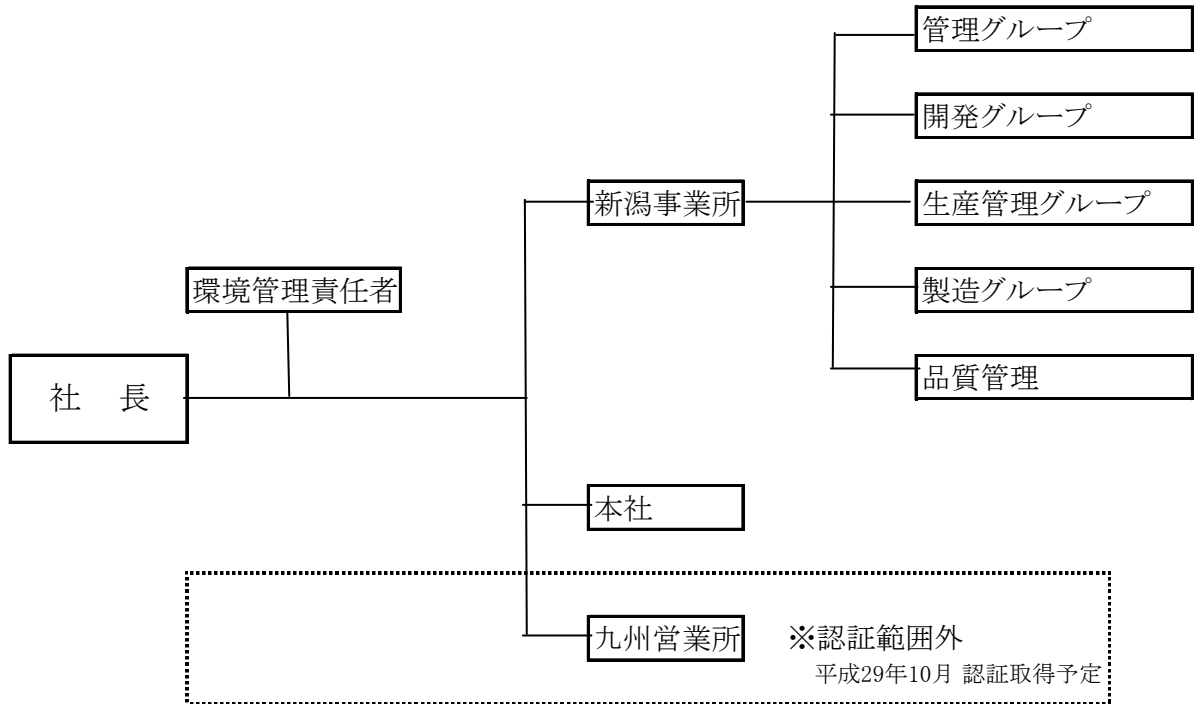 管理グループ
開発グループ
新潟事業所
生産管理グループ
環境管理責任者
製造グループ
社　長
品質管理
本社
九州営業所
※認証範囲外
平成29年10月 認証取得予定